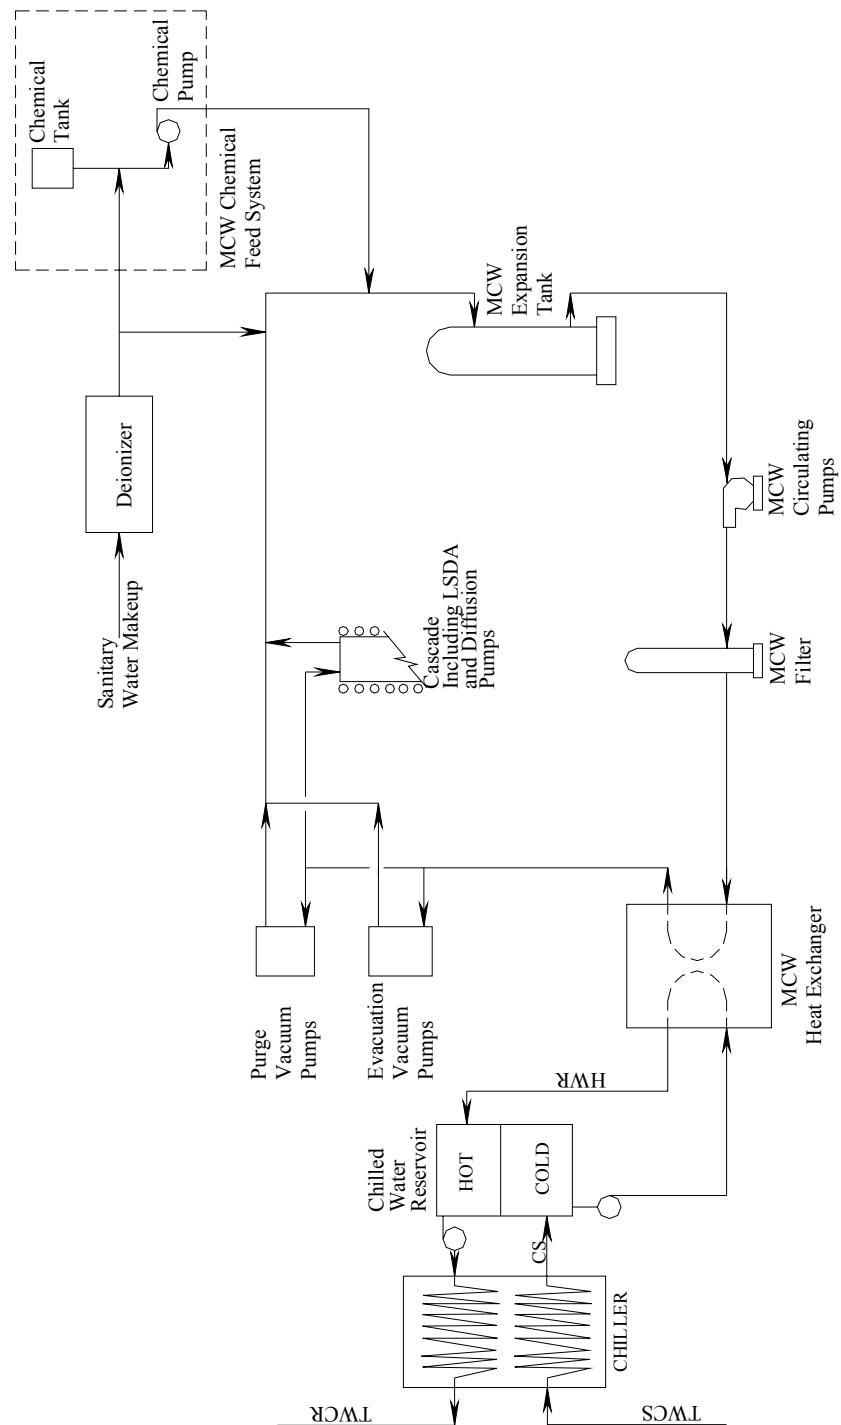 Chemical
Tank
Chemical
Pump
MCW Chemical
Feed System
MCW
Expansion
Tank
Deionizer
Sanitary
Water Makeup
MCW
Circulating
Pumps
Cascade
Including LSDA
and Diffusion
Pumps
MCW
Filter
Purge
Vacuum
Pumps
Evacuation
Vacuum
Pumps
MCW
Heat Exchanger
HWR
Chilled
Water
Reservoir
HOT
COLD
CS
CHILLER
TWCR
TWCS